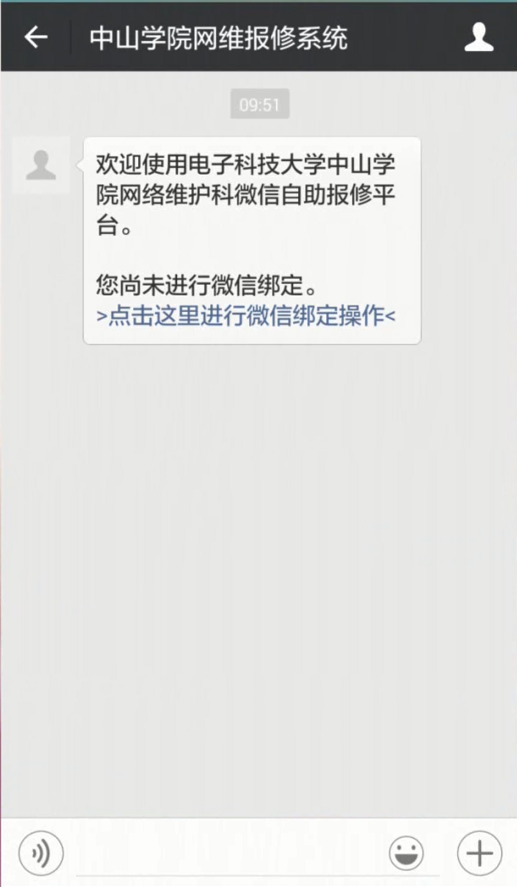 中山学院网维报修系统
09:51
欢迎使用电子科技大学中山学
院网络维护科微信自助报修平
台。
您尚未进行微信绑定。
>点击这里进行微信绑定操作<